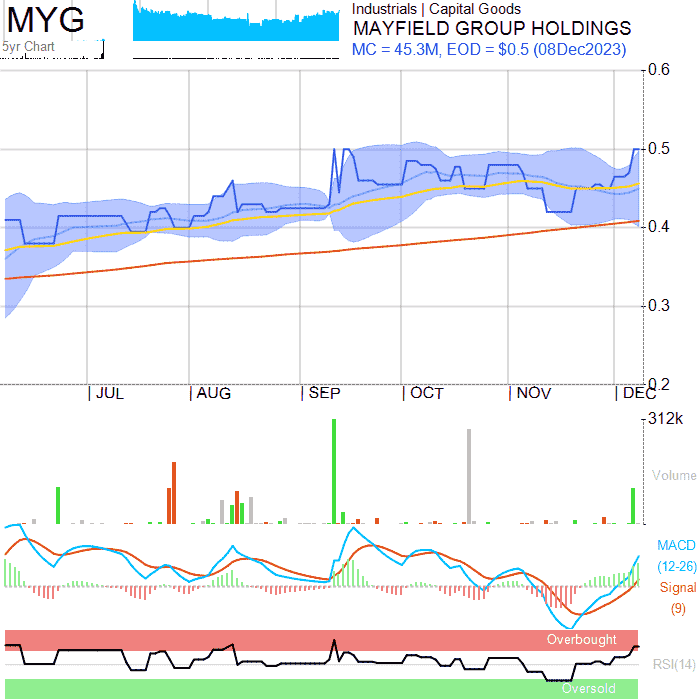 MYG
5yr Chart
Industrials | Capital Goods
MAYFIELD GROUP HOLDINGS
MC = 45.3M, EOD = $0.5 (08Dec2023)
0.6
0.5
0.4
0.3
0.2
JUL AUG SEP OCT NOV DEC
312k
Volume
MACD
(12-26)
Signal
(9)
Overbought
RSI(14)
Oversold